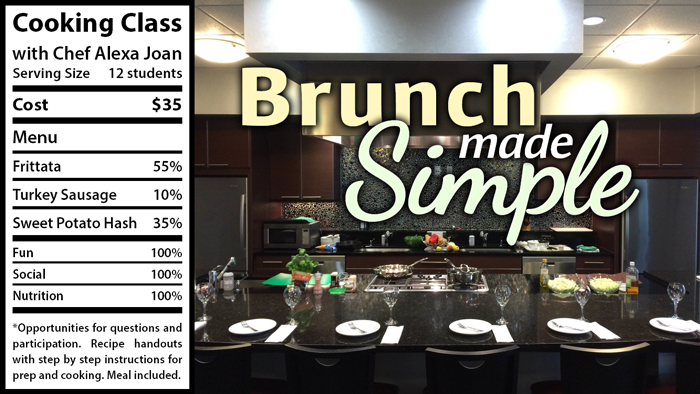 Cooking Class
with Chef Alexa Joan
Serving Size 12 students
Cost $35
Menu
Frittata 55%
Turkey Sausage 10%
Sweet Potato Hash 35%
Fun 100%
Social 100%
Nutrition 100%
*Opportunities for questions and
participation. Recipe handouts
with step by step instructions for
prep and cooking. Meal included.
Brunch
made
Simple